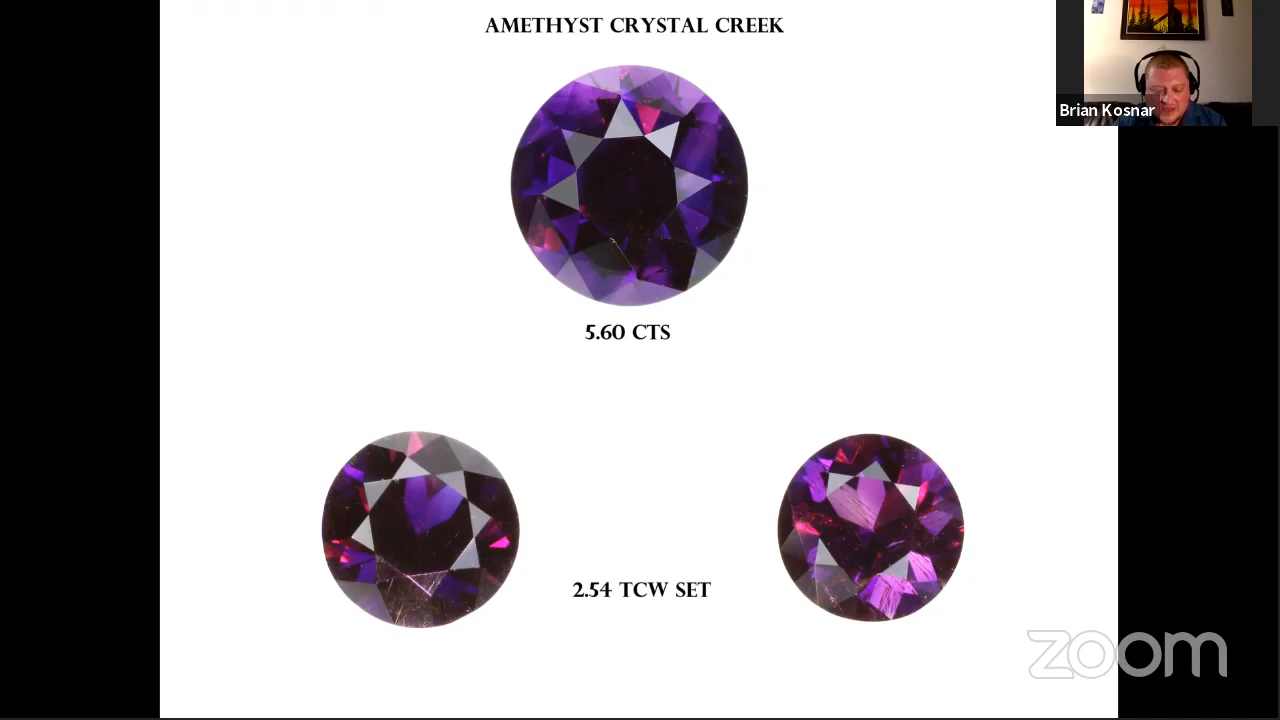 AMETHYST CRYSTAL CREEK
Brian Kosnar
5.60 CTS
2.54 TCW SET
zoom